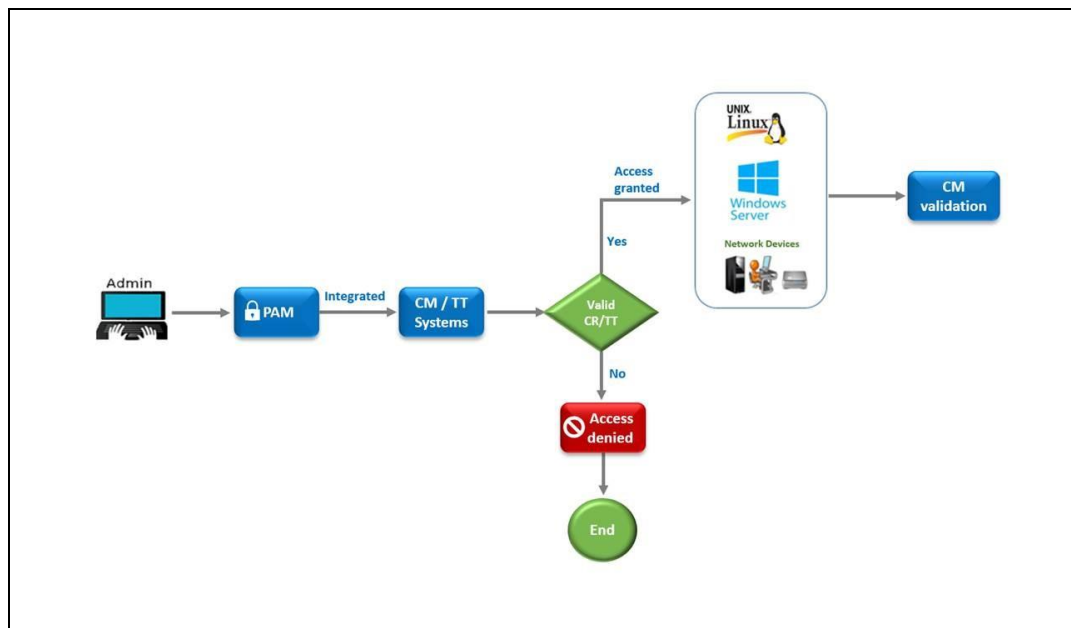 Admin
PAM
Integrated
CM / TT
Systems
Valid
CR/TT
Yes
Access
granted
UNIX
Linux
Windows
Server
Network Devices
CM
validation
No
Access
denied
End